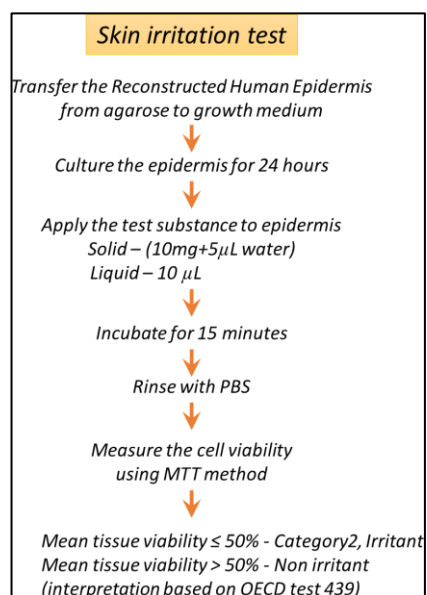 Skin irritation test
Transfer the Reconstructed Human Epidermis
from agarose to growth medium
Culture the epidermis for 24 hours
Apply the test substance to epidermis
Solid – (10mg+5µL water)
Liquid – 10 µL
Incubate for 15 minutes
Rinse with PBS
Measure the cell viability
using MTT method
Mean tissue viability ≤ 50% - Category2, Irritant
Mean tissue viability > 50% - Non irritant
(interpretation based on OECD test 439)